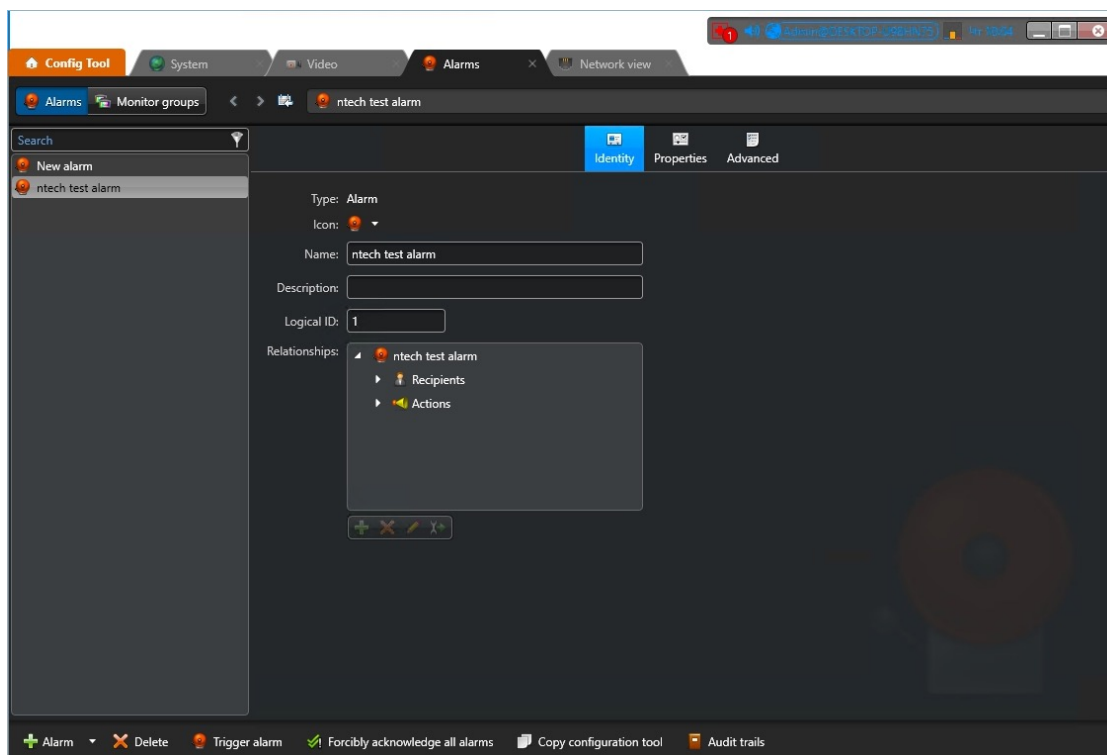 1
Config Tool
System
Video
Alarms
Network view
Alarms
Monitor groups
ntech test alarm
Search
New alarm
ntech test alarm
Identity
Properties
Advanced
Type: Alarm
Icon:
Name: ntech test alarm
Description:
Logical ID: 1
Relationships:
ntech test alarm
Recipients
Actions
Alarm
Delete
Trigger alarm
Forcibly acknowledge all alarms
Copy configuration tool
Audit trails